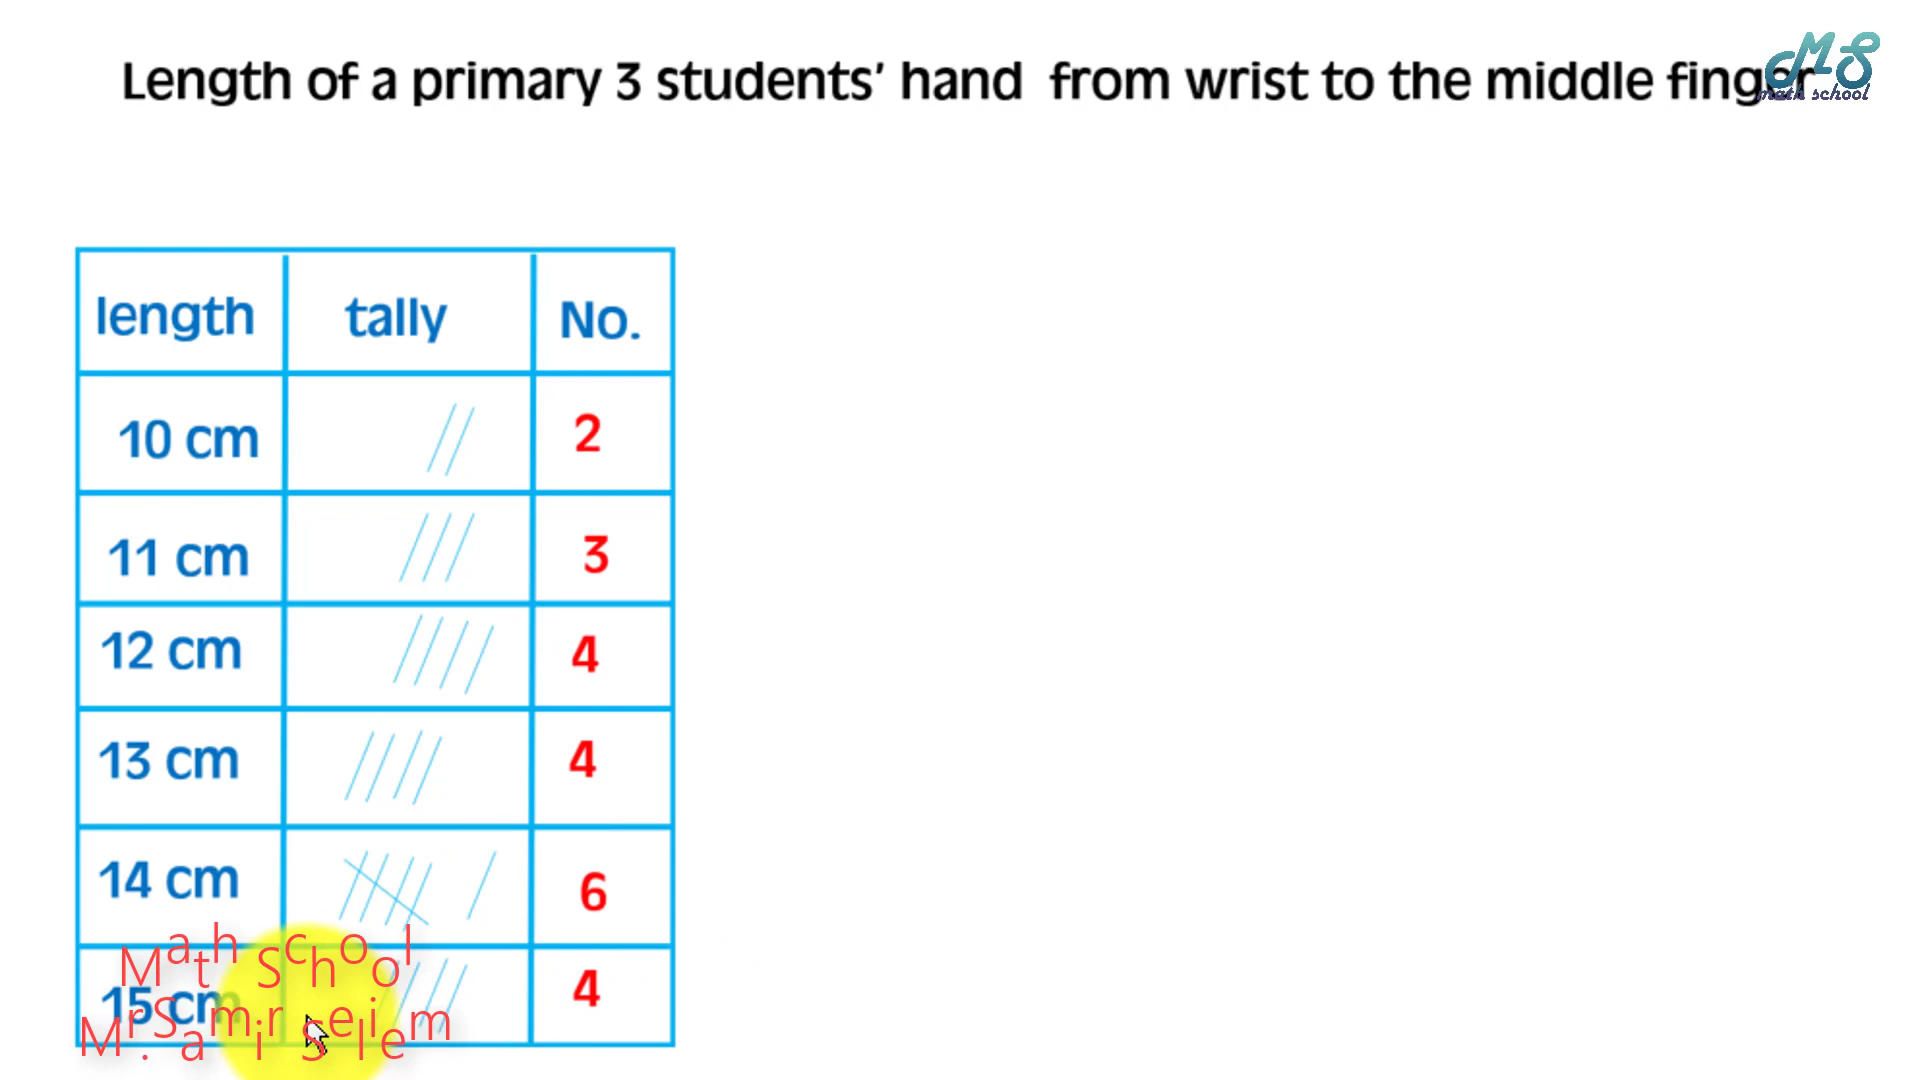 Length of a primary 3 students' hand from wrist to the middle finger
MS
math school
length tally No.
10 cm 2
11 cm 3
12 cm 4
13 cm 4
14 cm 6
15 cm 4
Math School
Mr.Samir seliem